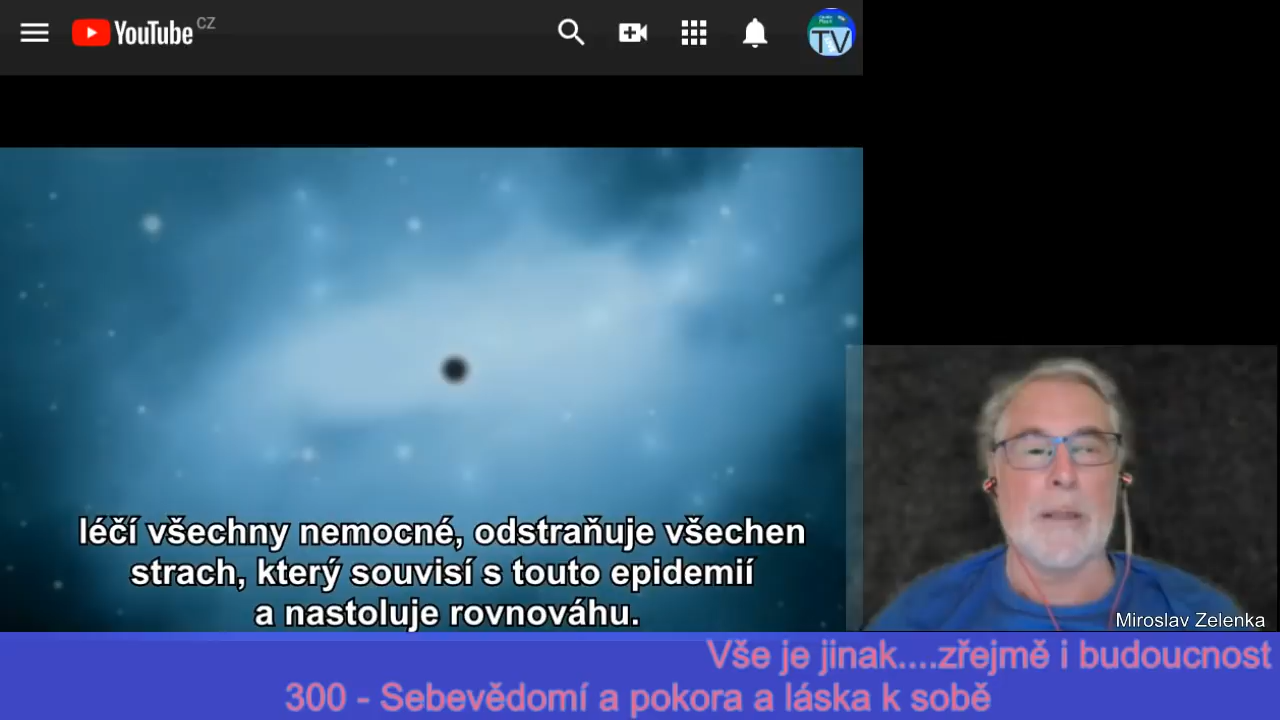 YouTube CZ
TV
léčí všechny nemocné, odstraňuje všechen
strach, který souvisí s touto epidemií
a nastoluje rovnováhu.
Miroslav Zelenka
Vše je jinak....zřejmě i budoucnost
300 - Sebevědomí a pokora a láska k sobě